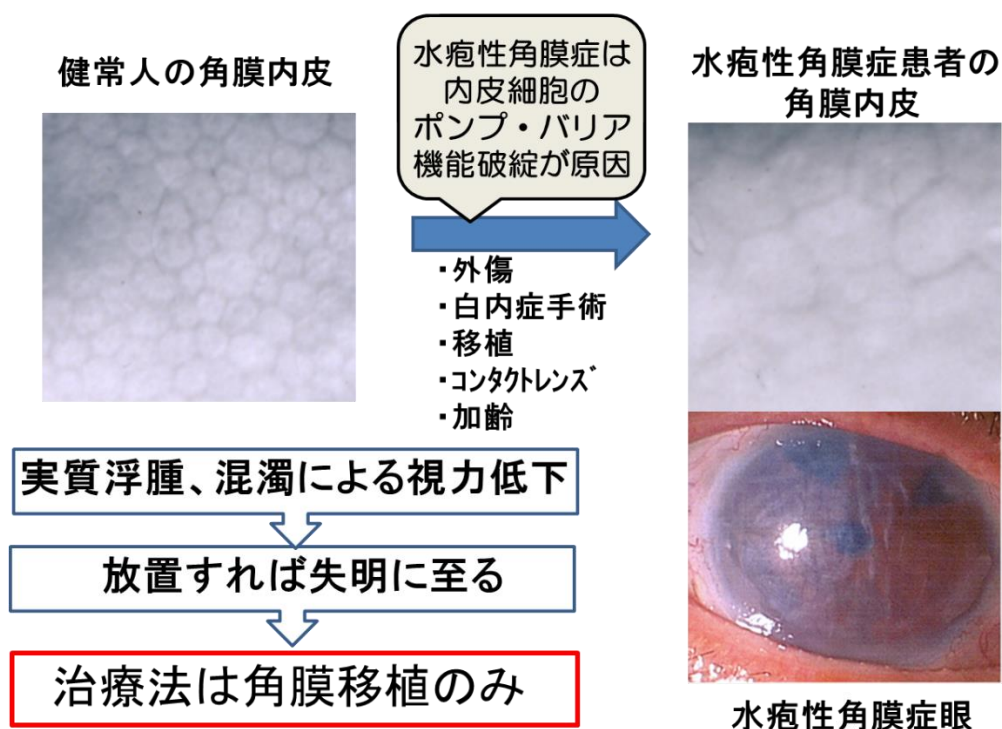 健常人の角膜内皮
水疱性角膜症は
内皮細胞の
ポンプ・バリア
機能破綻が原因
水疱性角膜症患者の
角膜内皮
・外傷
・白内症手術
・移植
・ｺﾝﾀｸﾄﾚﾝｽﾞ
・加齢
実質浮腫、混濁による視力低下
放置すれば失明に至る
治療法は角膜移植のみ
水疱性角膜症眼